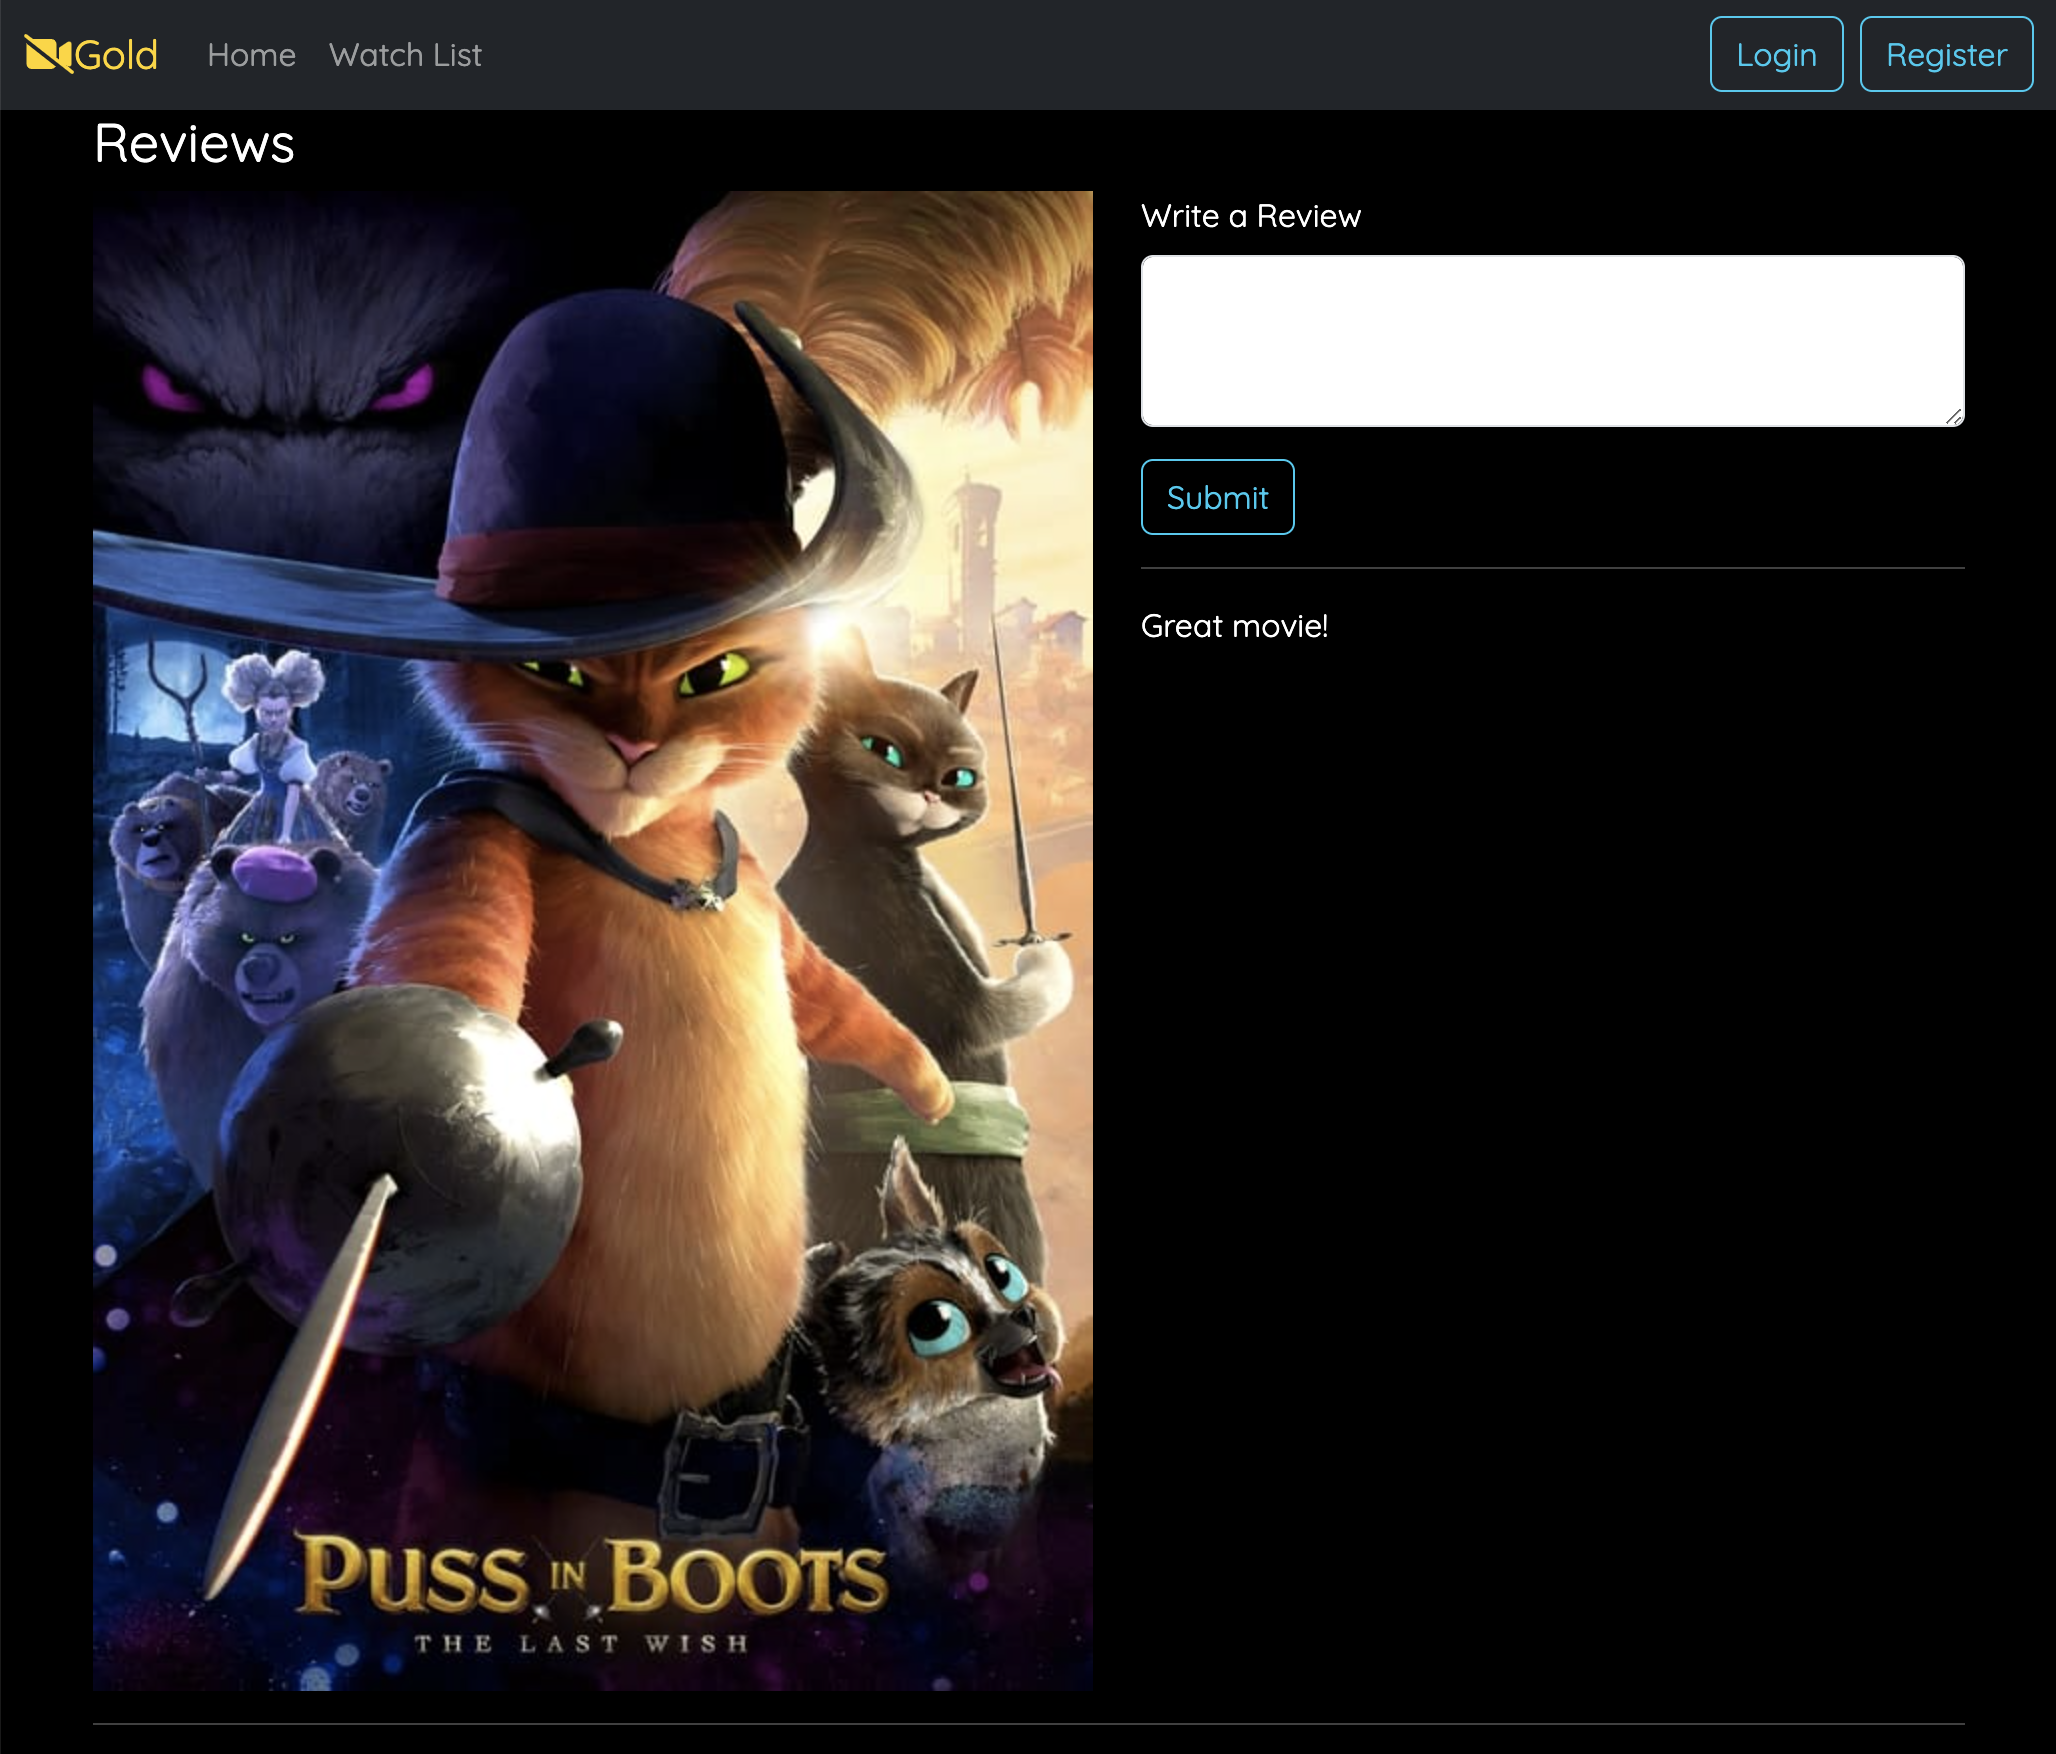 Gold
Home
Watch List
Login
Register
Reviews
Write a Review
Submit
Great movie!
PUSS IN BOOTS
THE LAST WISH